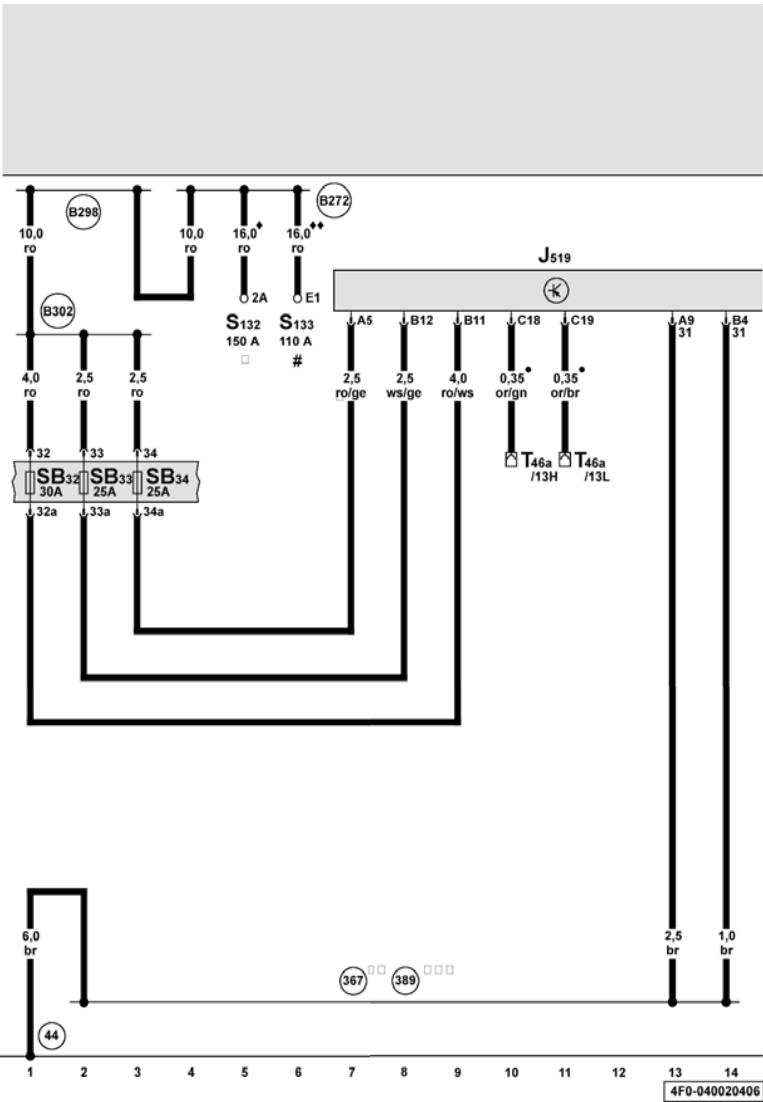 B298
B272
10,0
ro
10,0
ro
16,0♦
ro
16,0♦♦
ro
J519
2A
E1
S132
150 A
□
S133
110 A
#
B302
A5
B12
B11
C18
C19
A9
31
B4
31
4,0
ro
2,5
ro
2,5
ro
2,5
ro/ge
2,5
ws/ge
4,0
ro/ws
0,35•
or/gn
0,35•
or/br
T46a
/13H
T46a
/13L
32
33
34
SB32
30A
SB33
25A
SB34
25A
32a
33a
34a
6,0
br
2,5
br
1,0
br
367 □□
389 □□□
44
1 2 3 4 5 6 7 8 9 10 11 12 13 14
4F0-040020406